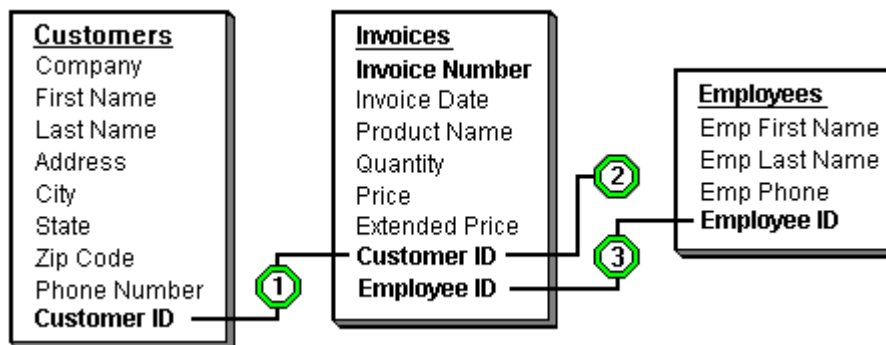 Customers
Company
First Name
Last Name
Address
City
State
Zip Code
Phone Number
Customer ID
1
Invoices
Invoice Number
Invoice Date
Product Name
Quantity
Price
Extended Price
Customer ID
Employee ID
2
3
Employees
Emp First Name
Emp Last Name
Emp Phone
Employee ID